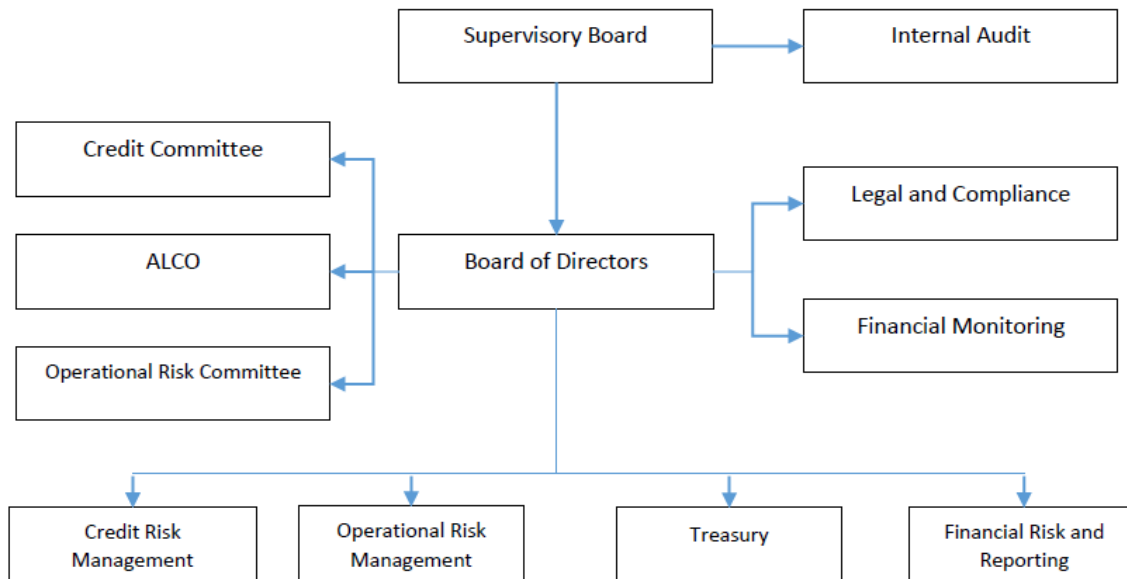 Supervisory Board
Internal Audit
Credit Committee
Legal and Compliance
ALCO
Board of Directors
Financial Monitoring
Operational Risk Committee
Credit Risk
Management
Operational Risk
Management
Treasury
Financial Risk and
Reporting